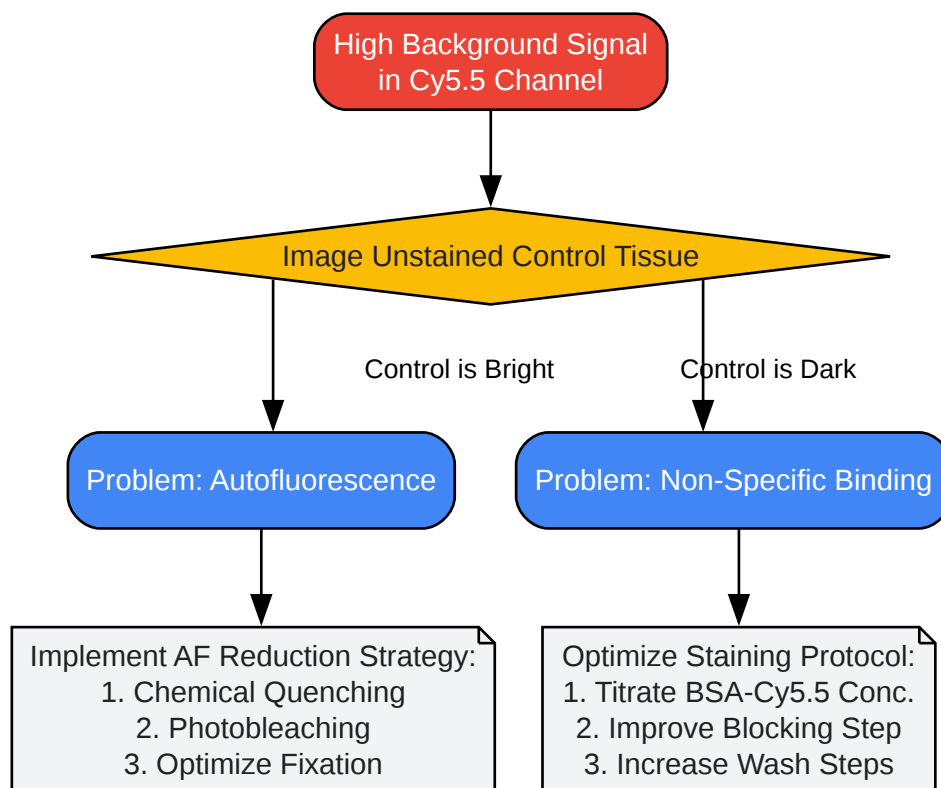 High Background Signal
in Cy5.5 Channel
Image Unstained Control Tissue
Control is Bright
Control is Dark
Problem: Autofluorescence
Problem: Non-Specific Binding
Implement AF Reduction Strategy:
1. Chemical Quenching
2. Photobleaching
3. Optimize Fixation
Optimize Staining Protocol:
1. Titrate BSA-Cy5.5 Conc.
2. Improve Blocking Step
3. Increase Wash Steps